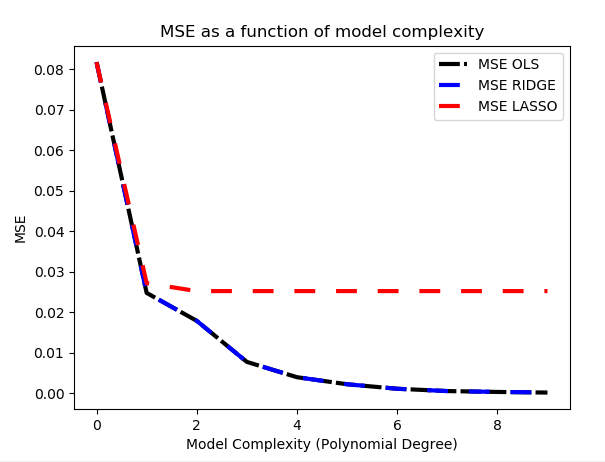 MSE as a function of model complexity
MSE OLS
MSE RIDGE
MSE LASSO
0.08
0.07
0.06
0.05
0.04
0.03
0.02
0.01
0.00
MSE
0
2
4
6
8
Model Complexity (Polynomial Degree)